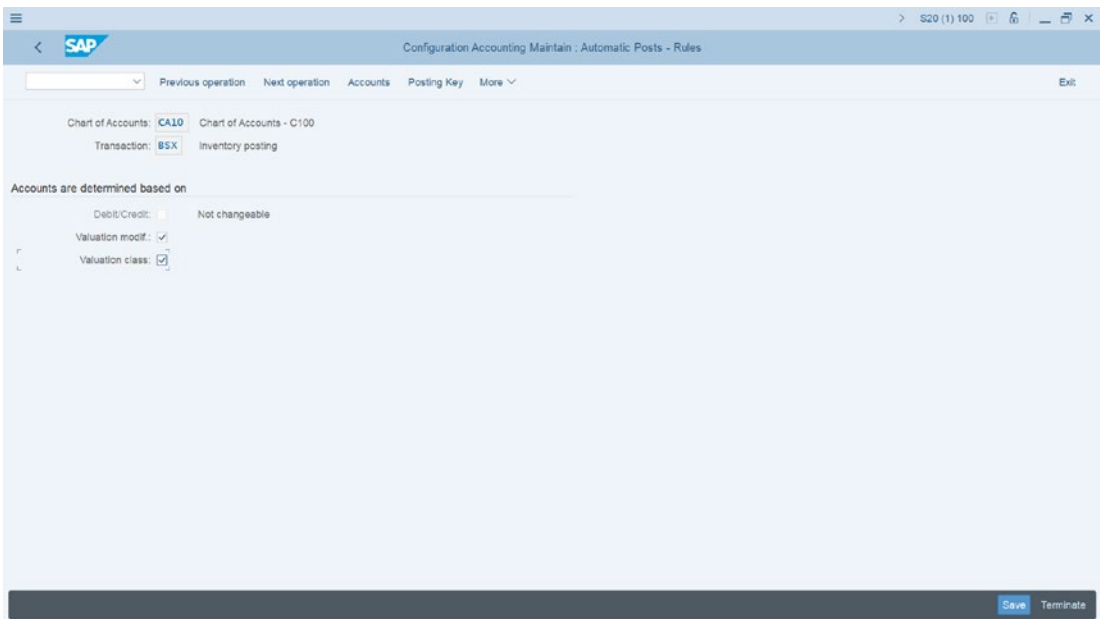 S20 (1) 100
SAP
Configuration Accounting Maintain : Automatic Posts - Rules
Previous operation Next operation Accounts Posting Key More Exit
Chart of Accounts: CA10 Chart of Accounts - C100
Transaction: BSX Inventory posting
Accounts are determined based on
Debit/Credit: Not changeable
Valuation modif.:
Valuation class:
Save Terminate